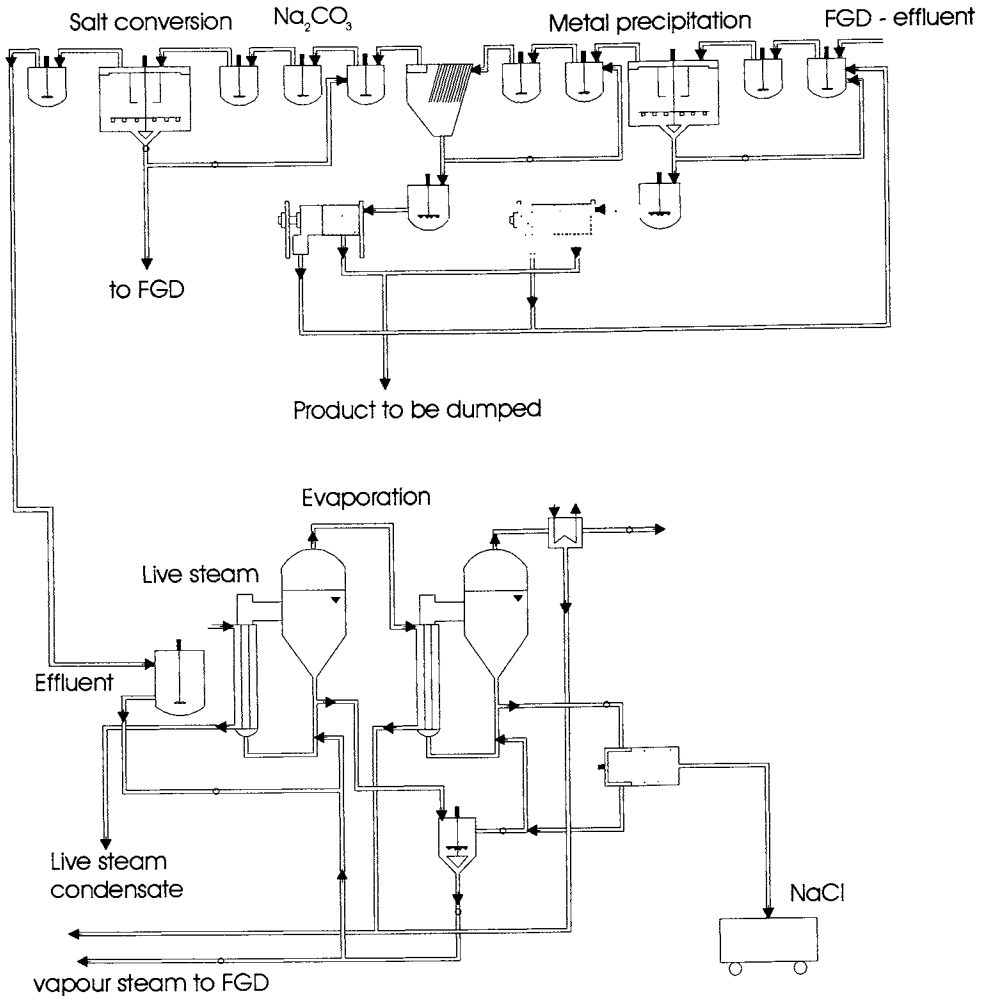 Salt conversion
Na₂CO₃
Metal precipitation
FGD - effluent
to FGD
Product to be dumped
Evaporation
Live steam
Effluent
Live steam
condensate
NaCl
vapour steam to FGD